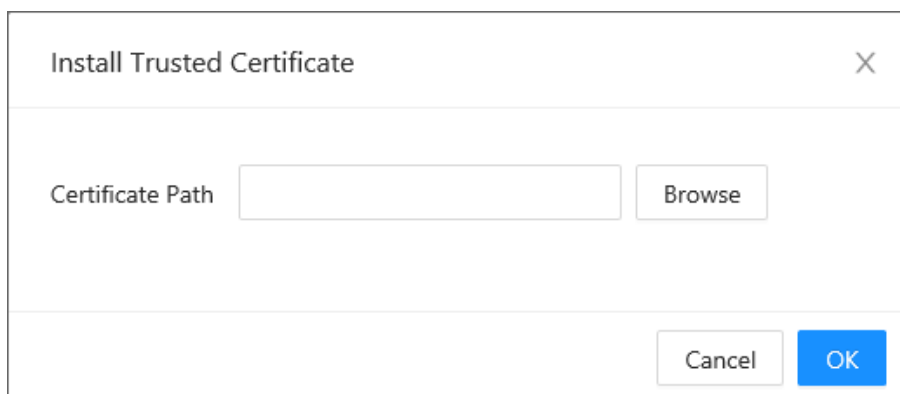 Install Trusted Certificate
Certificate Path
Browse
Cancel
OK